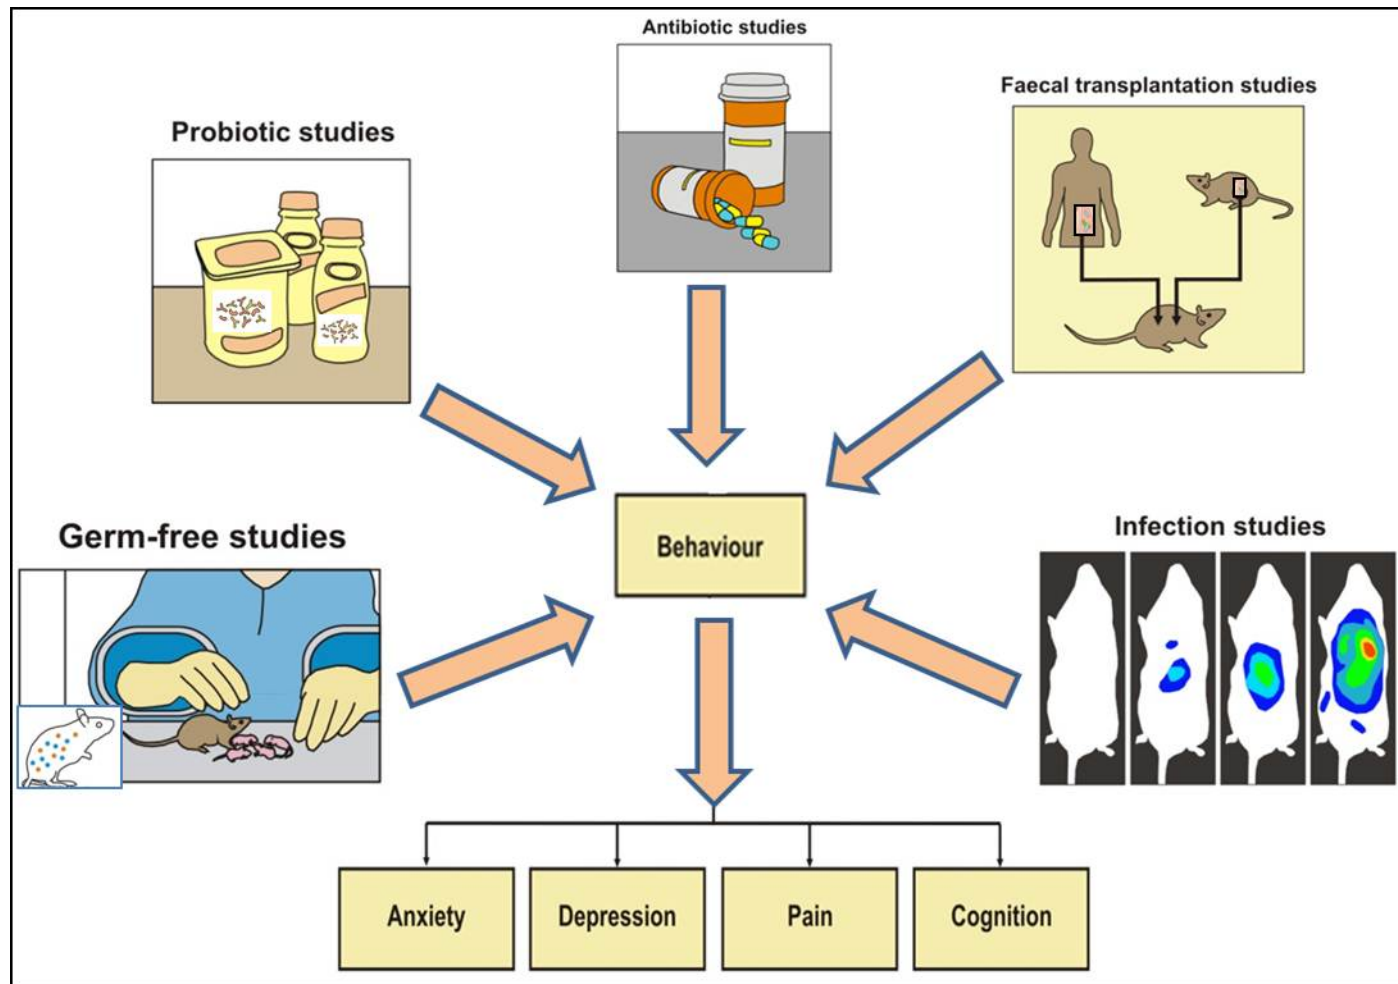 Antibiotic studies
Faecal transplantation studies
Probiotic studies
Behaviour
Germ-free studies
Infection studies
Anxiety
Depression
Pain
Cognition